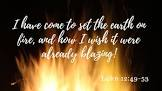 I have come to set the earth on
fire, and how I wish it were
already blazing!
Luke 12:49-53